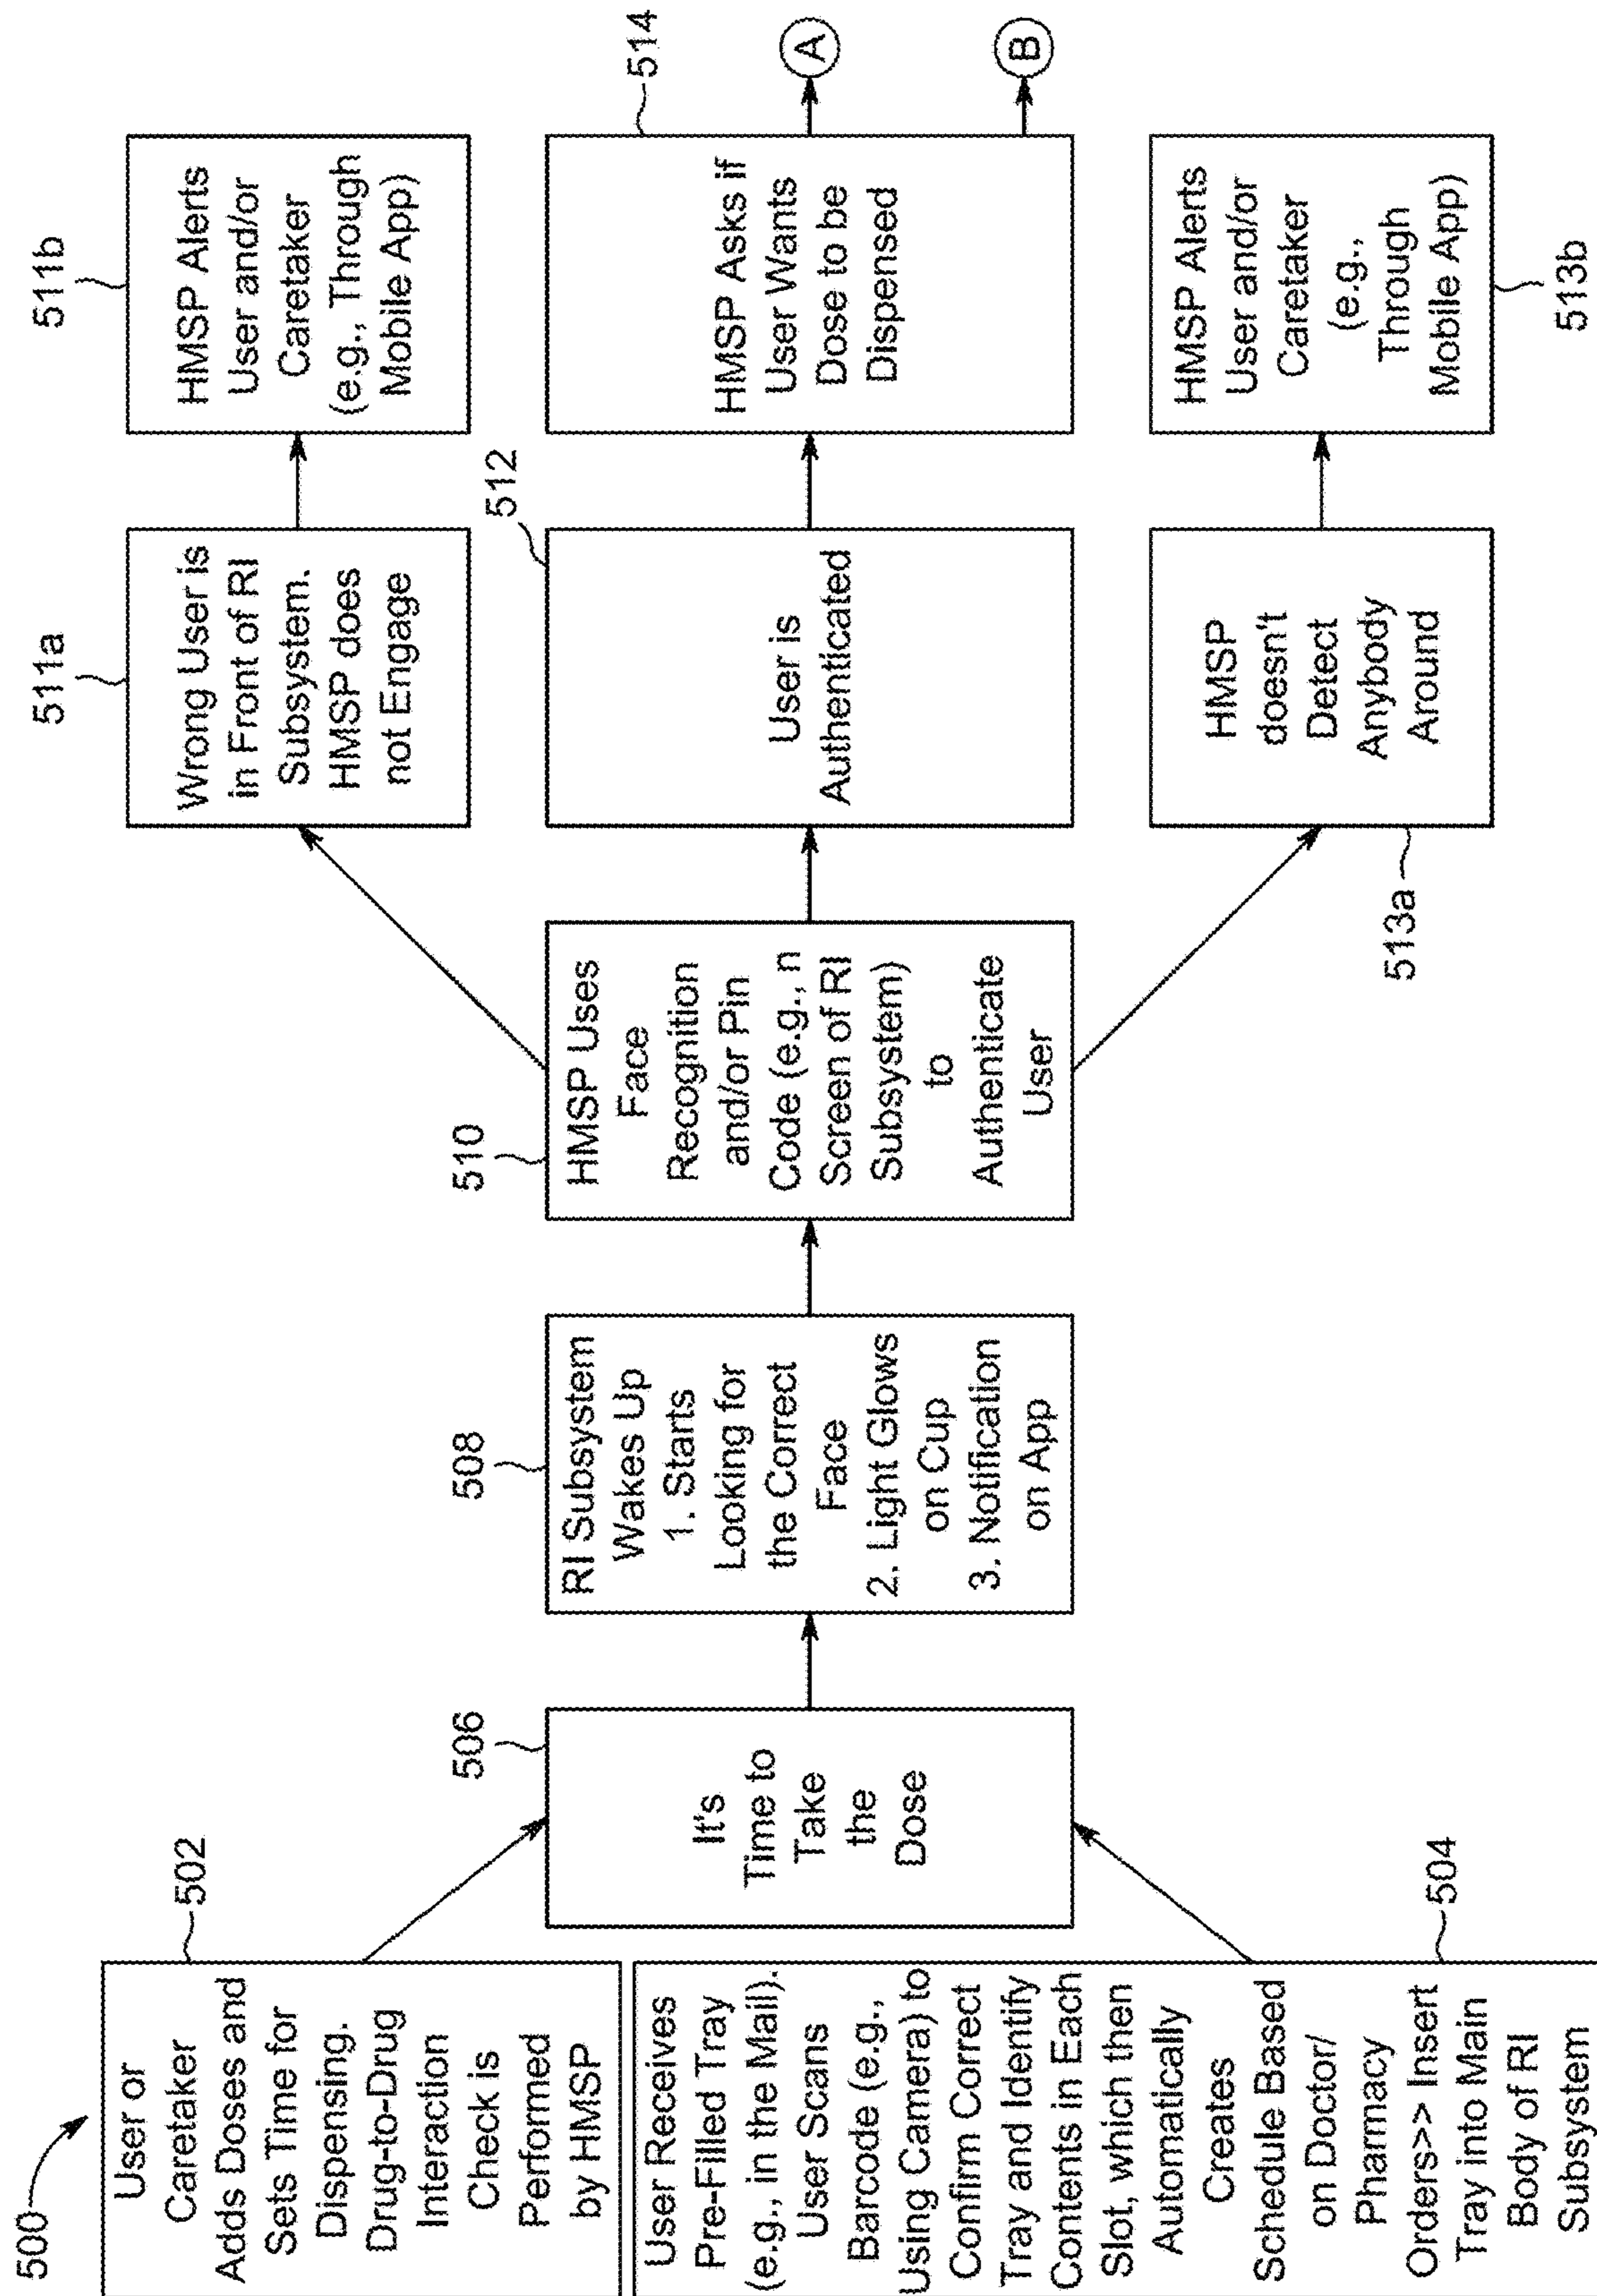 500
502
User or
Caretaker
Adds Doses and
Sets Time for
Dispensing.
Drug-to-Drug
Interaction
Check is
Performed
by HMSP
504
User Receives
Pre-Filled Tray
(e.g., in the Mail).
User Scans
Barcode (e.g.,
Using Camera) to
Confirm Correct
Tray and Identify
Contents in Each
Slot, which then
Automatically
Creates
Schedule Based
on Doctor/
Pharmacy
Orders>> Insert
Tray into Main
Body of RI
Subsystem
506
It's
Time to
Take
the
Dose
508
RI Subsystem
Wakes Up
1. Starts
Looking for
the Correct
Face
2. Light Glows
on Cup
3. Notification
on App
510
HMSP Uses
Face
Recognition
and/or Pin
Code (e.g., n
Screen of RI
Subsystem)
to
Authenticate
User
511a
Wrong User is
in Front of RI
Subsystem.
HMSP does
not Engage
511b
HMSP Alerts
User and/or
Caretaker
(e.g., Through
Mobile App)
512
User is
Authenticated
514
HMSP Asks if
User Wants
Dose to be
Dispensed
A
B
513a
HMSP
doesn't
Detect
Anybody
Around
513b
HMSP Alerts
User and/or
Caretaker
(e.g.,
Through
Mobile App)